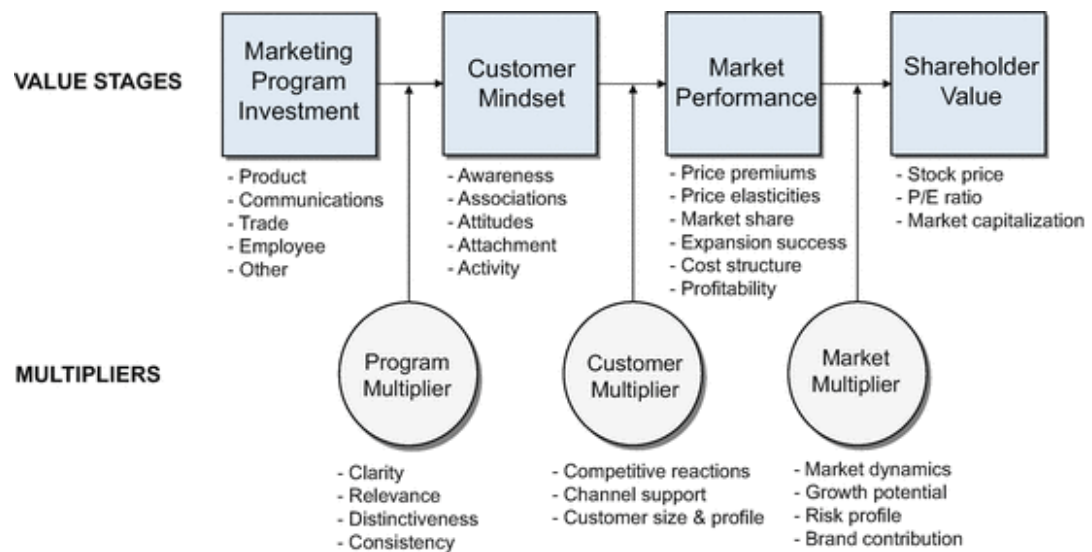 VALUE STAGES
Marketing
Program
Investment
Customer
Mindset
Market
Performance
Shareholder
Value
- Product
- Communications
- Trade
- Employee
- Other
- Awareness
- Associations
- Attitudes
- Attachment
- Activity
- Price premiums
- Price elasticities
- Market share
- Expansion success
- Cost structure
- Profitability
- Stock price
- P/E ratio
- Market capitalization
MULTIPLIERS
Program
Multiplier
Customer
Multiplier
Market
Multiplier
- Clarity
- Relevance
- Distinctiveness
- Consistency
- Competitive reactions
- Channel support
- Customer size & profile
- Market dynamics
- Growth potential
- Risk profile
- Brand contribution